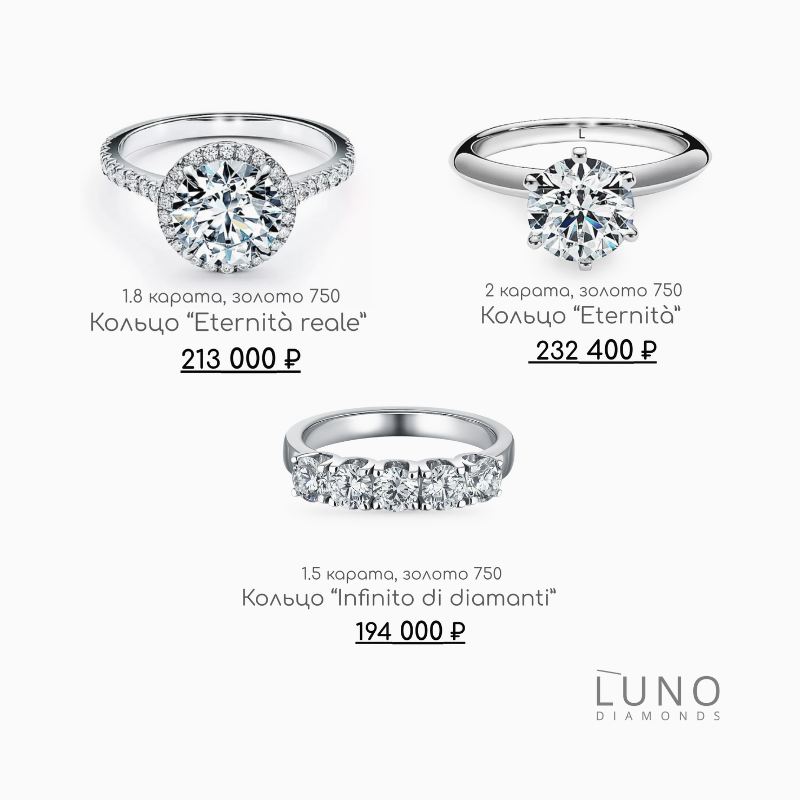 L
1.8 карата, золото 750
Кольцо “Eternità reale”
213 000 ₽
2 карата, золото 750
Кольцо “Eternità”
232 400 ₽
1.5 карата, золото 750
Кольцо “Infinito di diamanti”
194 000 ₽
LUNO
DIAMONDS